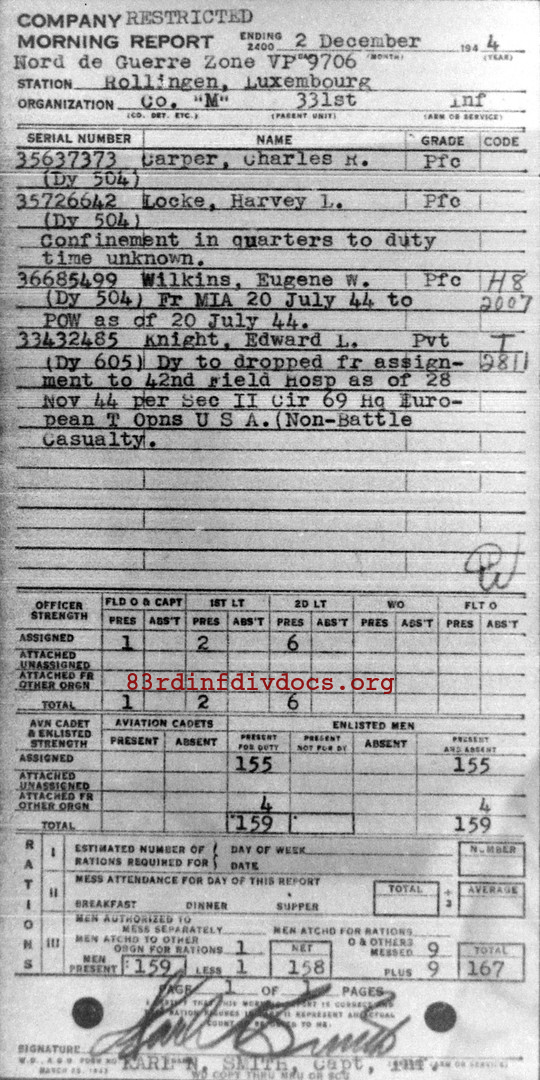 COMPANY RESTRICTED
MORNING REPORT ENDING 2400 2 December 194 4
(MONTH) (YEAR)
Nord de Guerre Zone VP 9706
STATION Rollingen, Luxembourg
ORGANIZATION Co. "M" 331st Inf
(CO. DET. ETC.) (PARENT UNIT) (ARM OR SERVICE)
SERIAL NUMBER NAME GRADE CODE
35637373 Carper, Charles R. Pfc
(Dy 504)
35726642 Locke, Harvey L. Pfc
(Dy 504)
Confinement in quarters to duty
time unknown.
36685499 Wilkins, Eugene W. Pfc H8
(Dy 504) Fr MIA 20 July 44 to 2007
POW as of 20 July 44.
33432485 Knight, Edward L. Pvt T
(Dy 605) Dy to dropped fr assign- 2811
ment to 42nd Field Hosp as of 28
Nov 44 per Sec II Cir 69 Hq Euro-
pean T Opns U S A.(Non-Battle
Casualty.
OFFICER STRENGTH FLD O & CAPT 1ST LT 2D LT WO FLT O
PRES ABS'T PRES ABS'T PRES ABS'T PRES ABS'T PRES ABS'T
ASSIGNED 1 2 6
ATTACHED UNASSIGNED
ATTACHED FR OTHER ORGN
83rdinfdivdocs.org
TOTAL 1 2 6
AVN CADET & ENLISTED STRENGTH AVIATION CADETS ENLISTED MEN
PRESENT ABSENT PRESENT FOR DUTY PRESENT NOT FOR DY ABSENT PRESENT AND ABSENT
ASSIGNED 155 155
ATTACHED UNASSIGNED
ATTACHED FR OTHER ORGN 4 4
TOTAL 159 159
RATIONS
I ESTIMATED NUMBER OF RATIONS REQUIRED FOR { DAY OF WEEK NUMBER
DATE
II MESS ATTENDANCE FOR DAY OF THIS REPORT TOTAL ÷ 3 AVERAGE
BREAKFAST DINNER SUPPER
III MEN AUTHORIZED TO MESS SEPARATELY MEN ATCHD FOR RATIONS
MEN ATCHD TO OTHER ORGN FOR RATIONS 1 NET O & OTHERS MESSED 9 TOTAL
MEN PRESENT 159 LESS 1 158 PLUS 9 167
PAGE 1 OF 1 PAGES
SIGNATURE Karl N Smith
KARL N. SMITH, Capt, Inf.